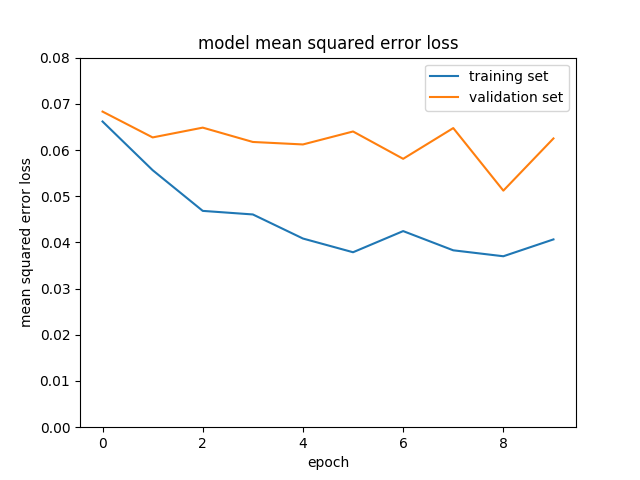 model mean squared error loss
training set
validation set
0.08
0.07
0.06
0.05
0.04
0.03
0.02
0.01
0.00
mean squared error loss
0 2 4 6 8
epoch